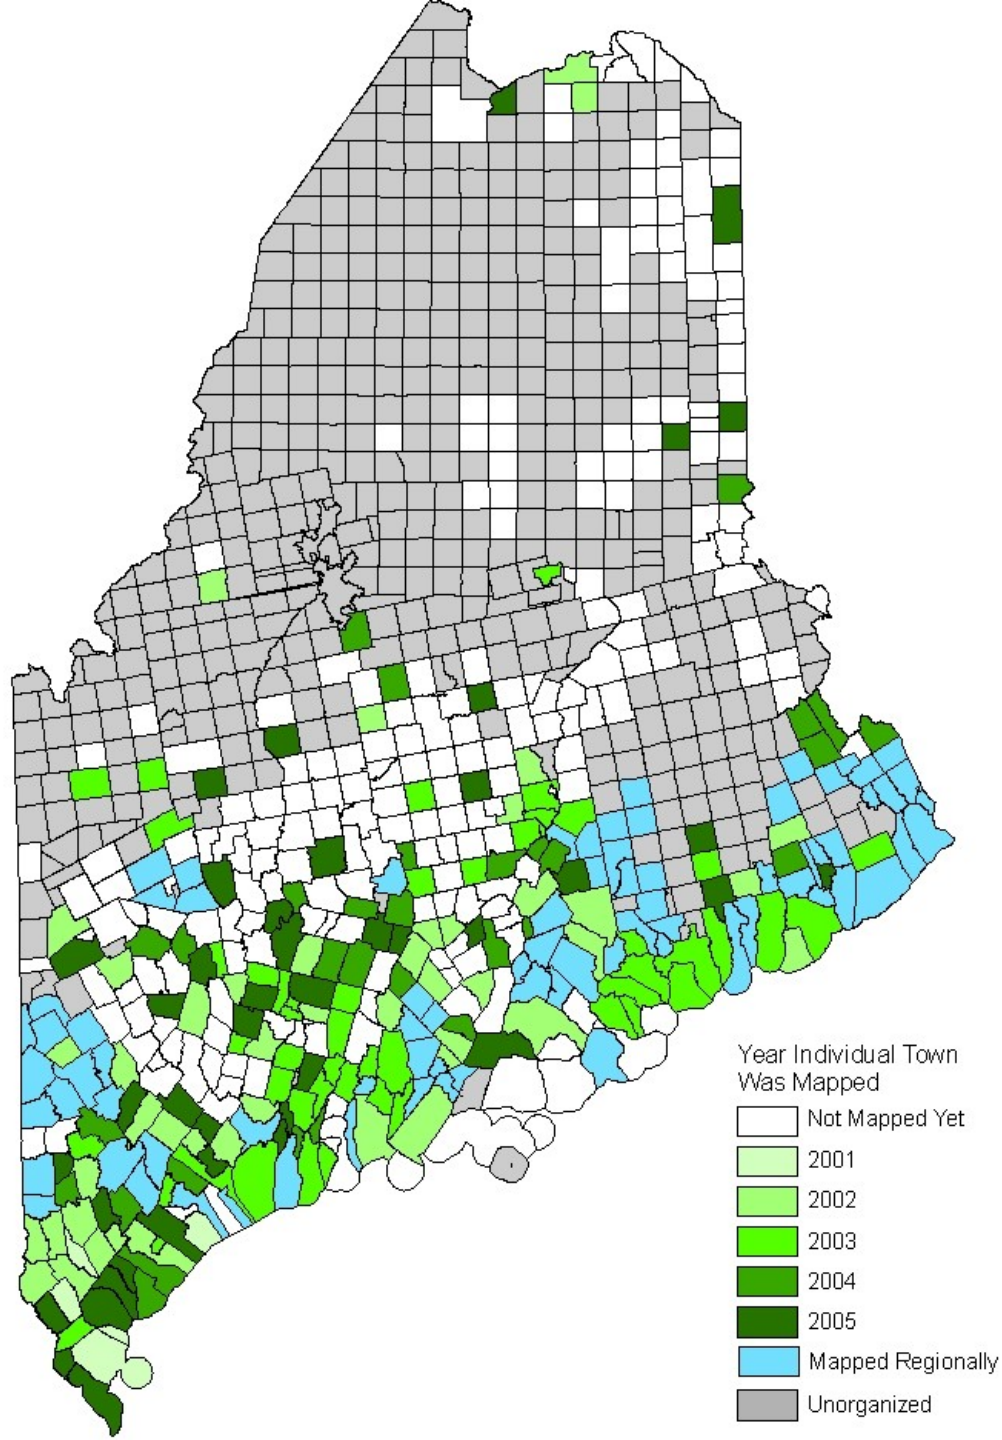 Year Individual Town
Was Mapped
Not Mapped Yet
2001
2002
2003
2004
2005
Mapped Regionally
Unorganized